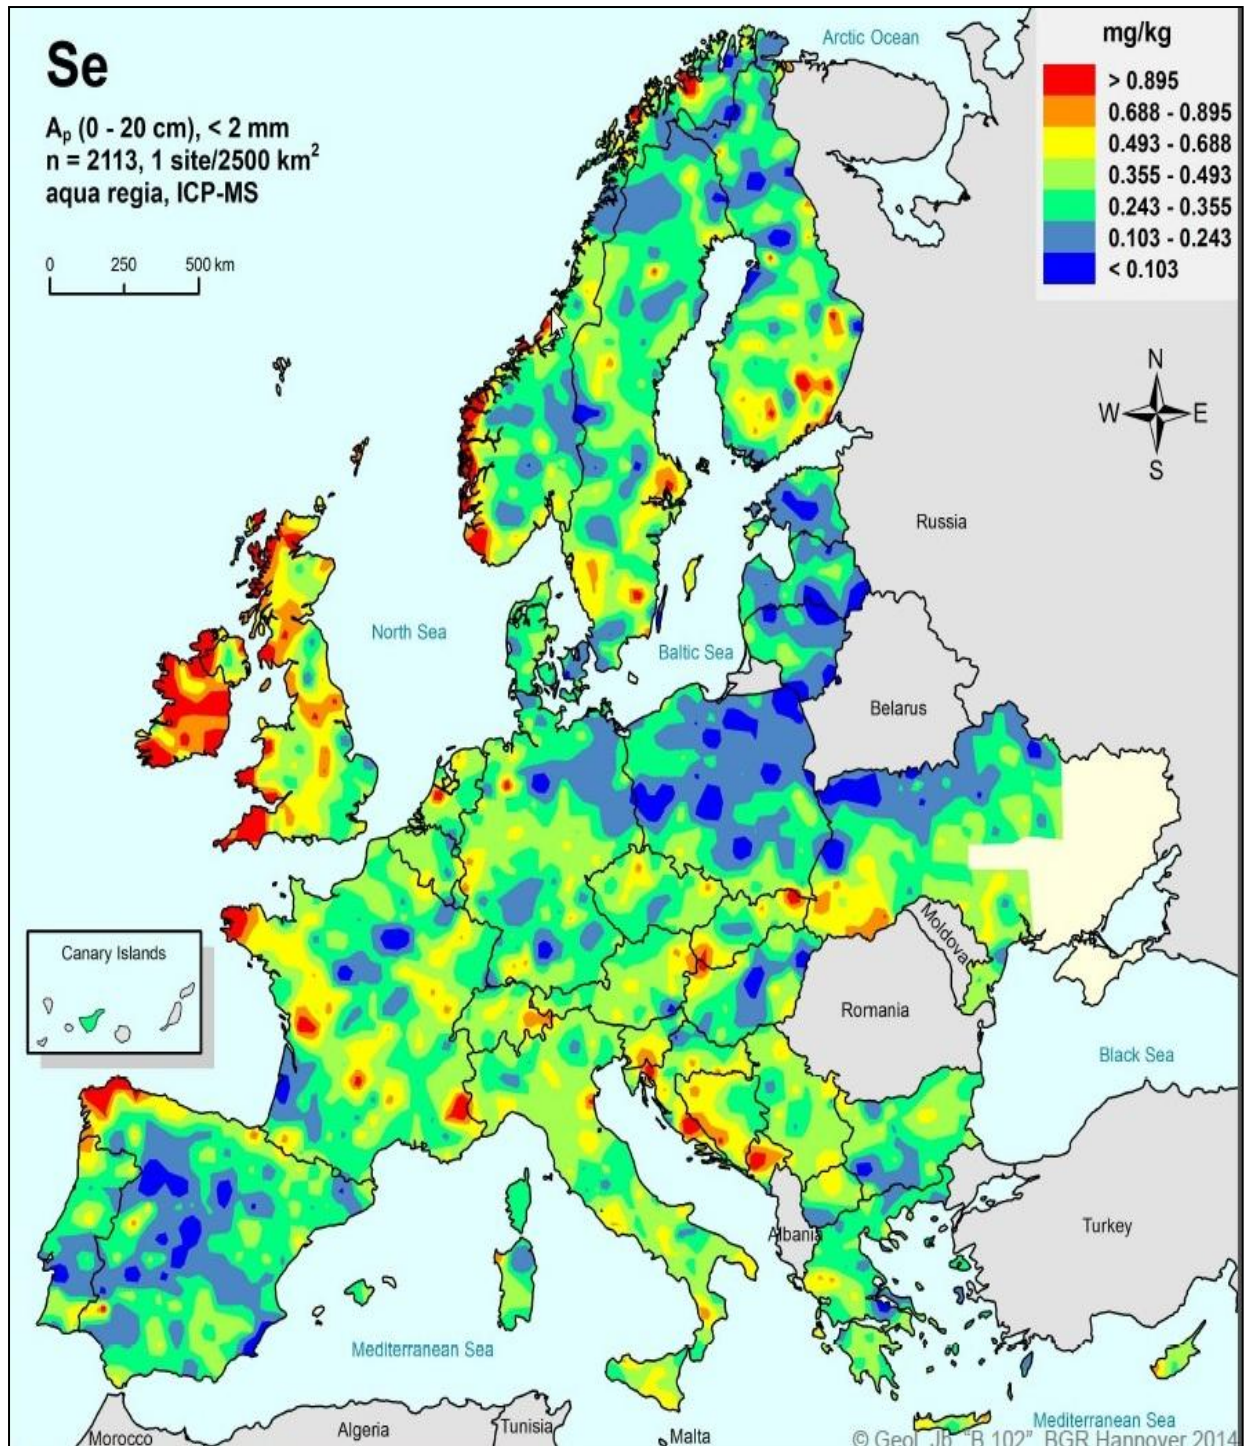 Se
Ap (0 - 20 cm), < 2 mm
n = 2113, 1 site/2500 km²
aqua regia, ICP-MS
0 250 500 km
Arctic Ocean
mg/kg
> 0.895
0.688 - 0.895
0.493 - 0.688
0.355 - 0.493
0.243 - 0.355
0.103 - 0.243
< 0.103
N
W E
S
Russia
North Sea
Baltic Sea
Belarus
Moldova
Canary Islands
Romania
Black Sea
Albania
Turkey
Mediterranean Sea
Mediterranean Sea
Morocco
Algeria
Tunisia
Malta
© Geol. Jb. "B 102", BGR Hannover 2014